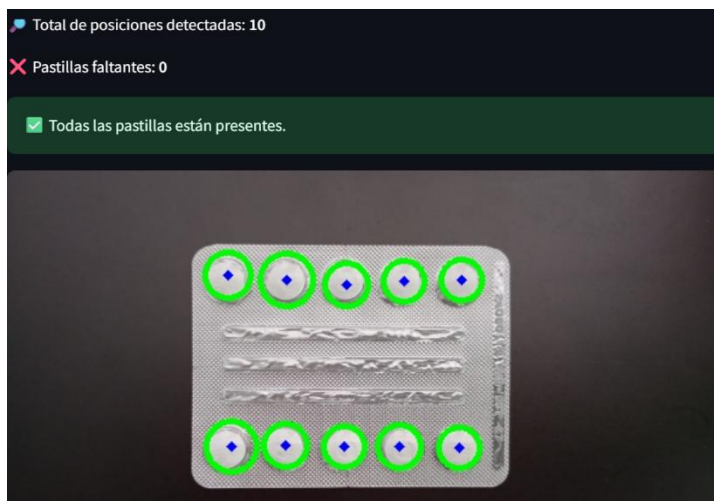 Total de posiciones detectadas: 10
Pastillas faltantes: 0
Todas las pastillas están presentes.